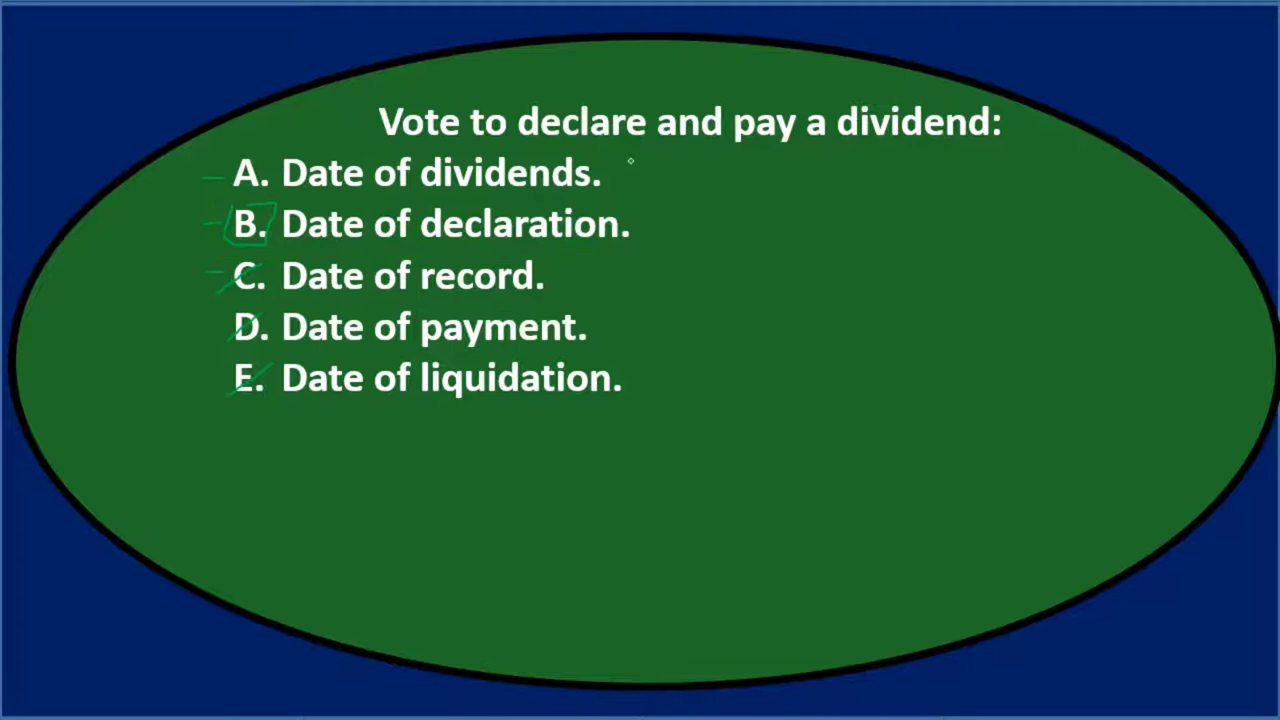 Vote to declare and pay a dividend:
A. Date of dividends.
B. Date of declaration.
C. Date of record.
D. Date of payment.
E. Date of liquidation.